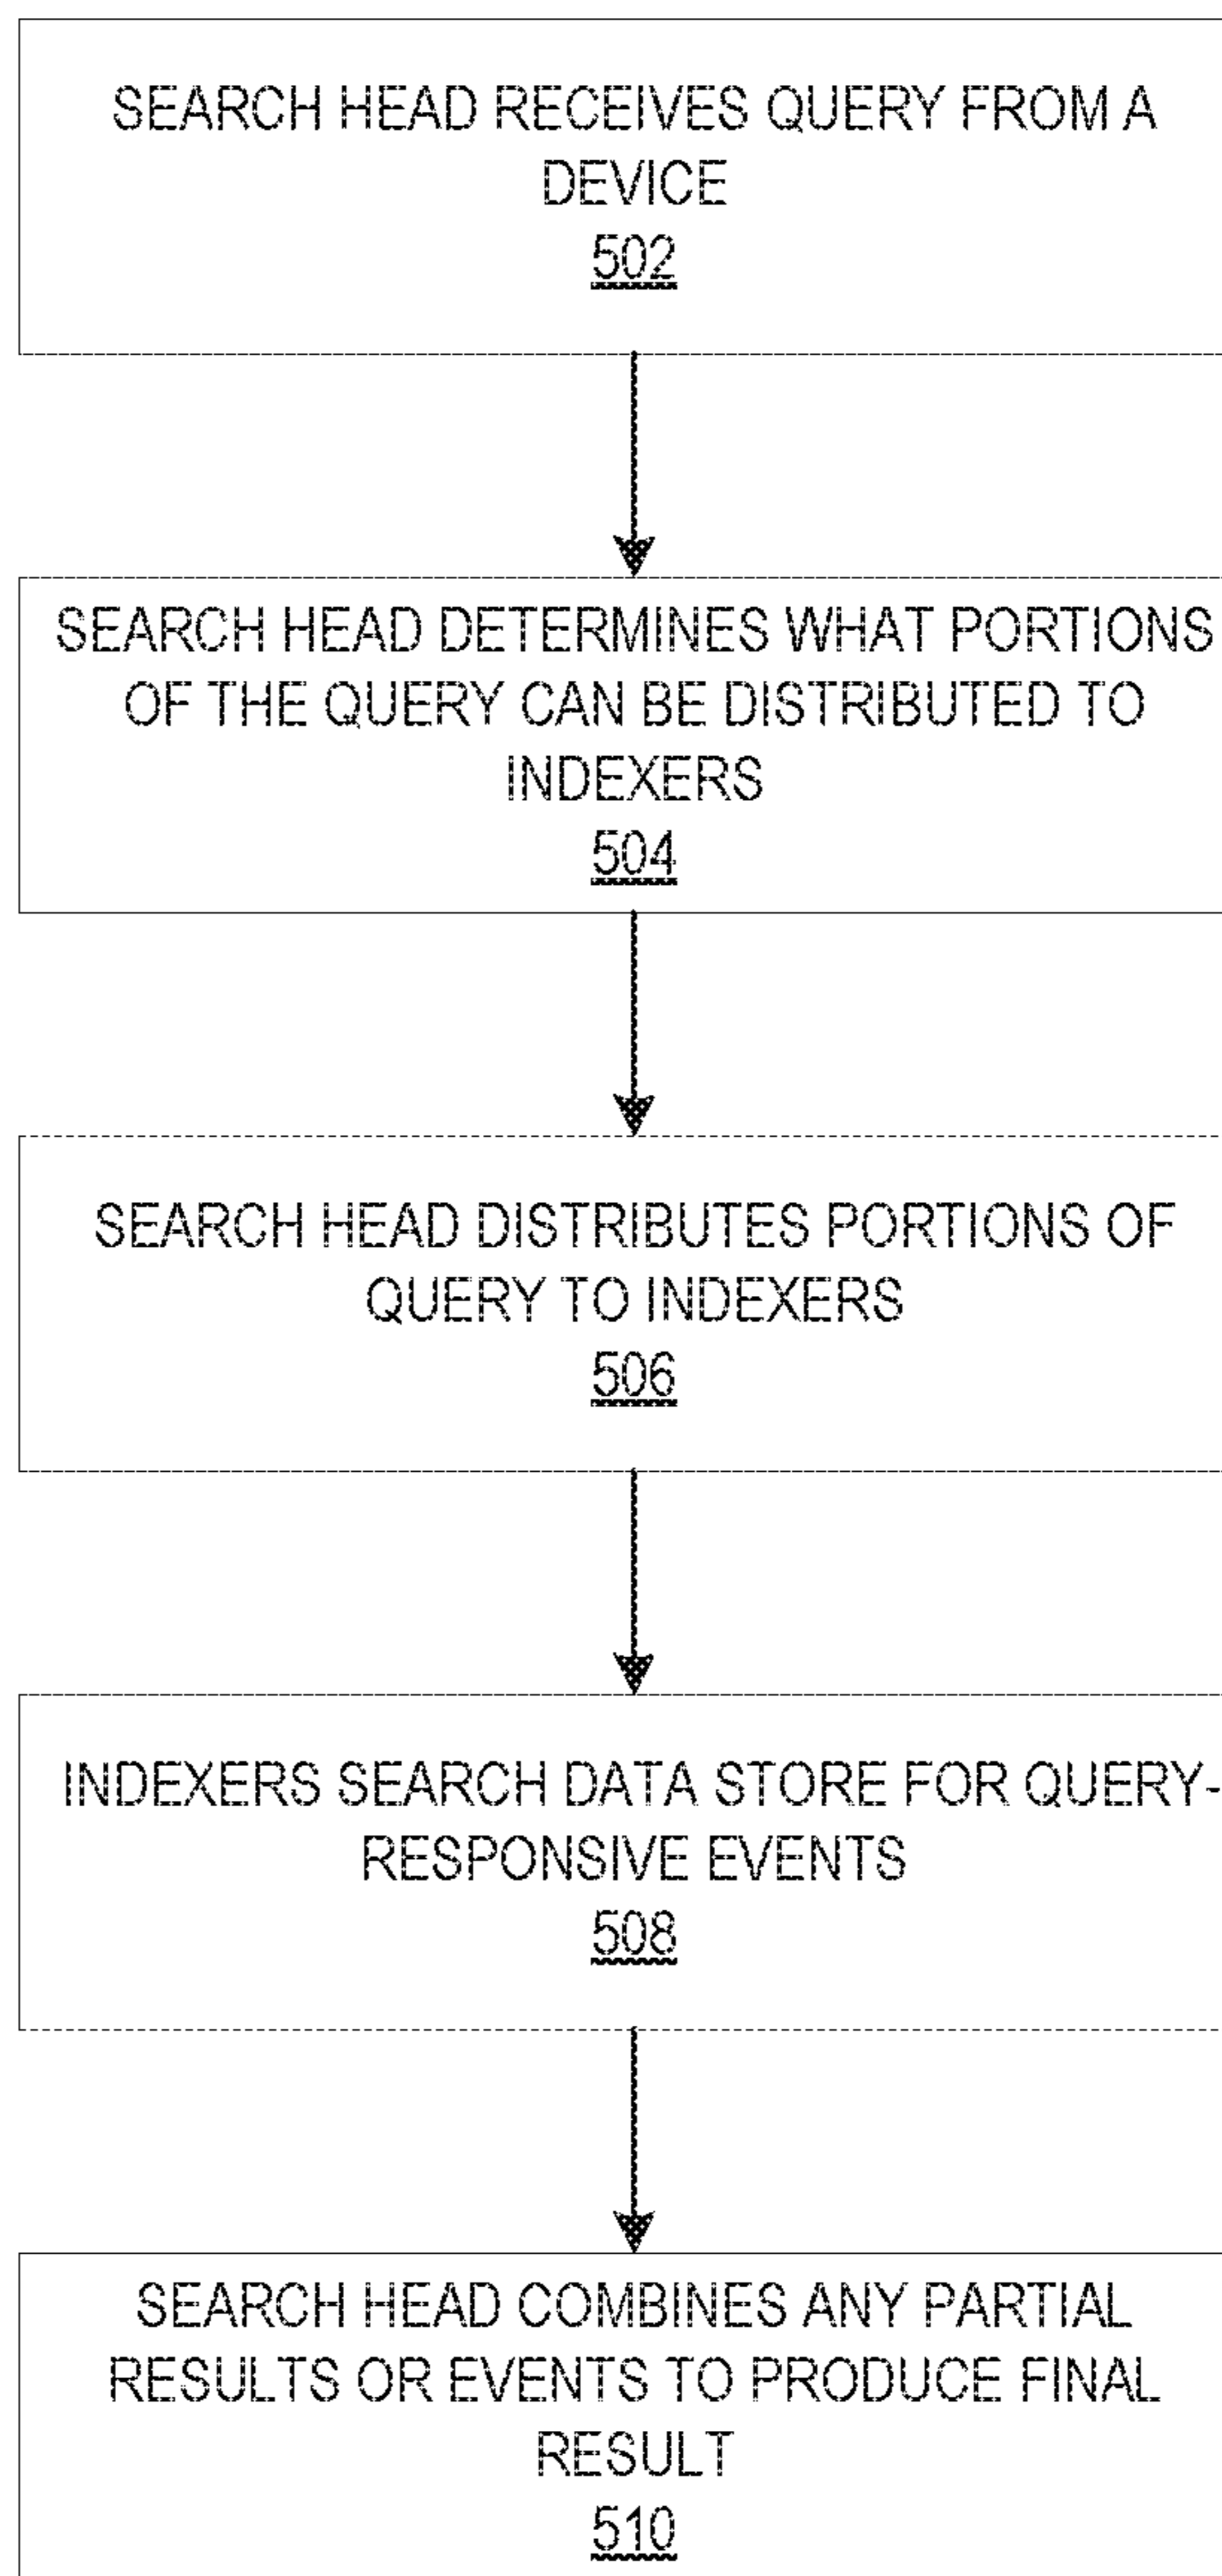 SEARCH HEAD RECEIVES QUERY FROM A
DEVICE
502
SEARCH HEAD DETERMINES WHAT PORTIONS
OF THE QUERY CAN BE DISTRIBUTED TO
INDEXERS
504
SEARCH HEAD DISTRIBUTES PORTIONS OF
QUERY TO INDEXERS
506
INDEXERS SEARCH DATA STORE FOR QUERY-
RESPONSIVE EVENTS
508
SEARCH HEAD COMBINES ANY PARTIAL
RESULTS OR EVENTS TO PRODUCE FINAL
RESULT
510